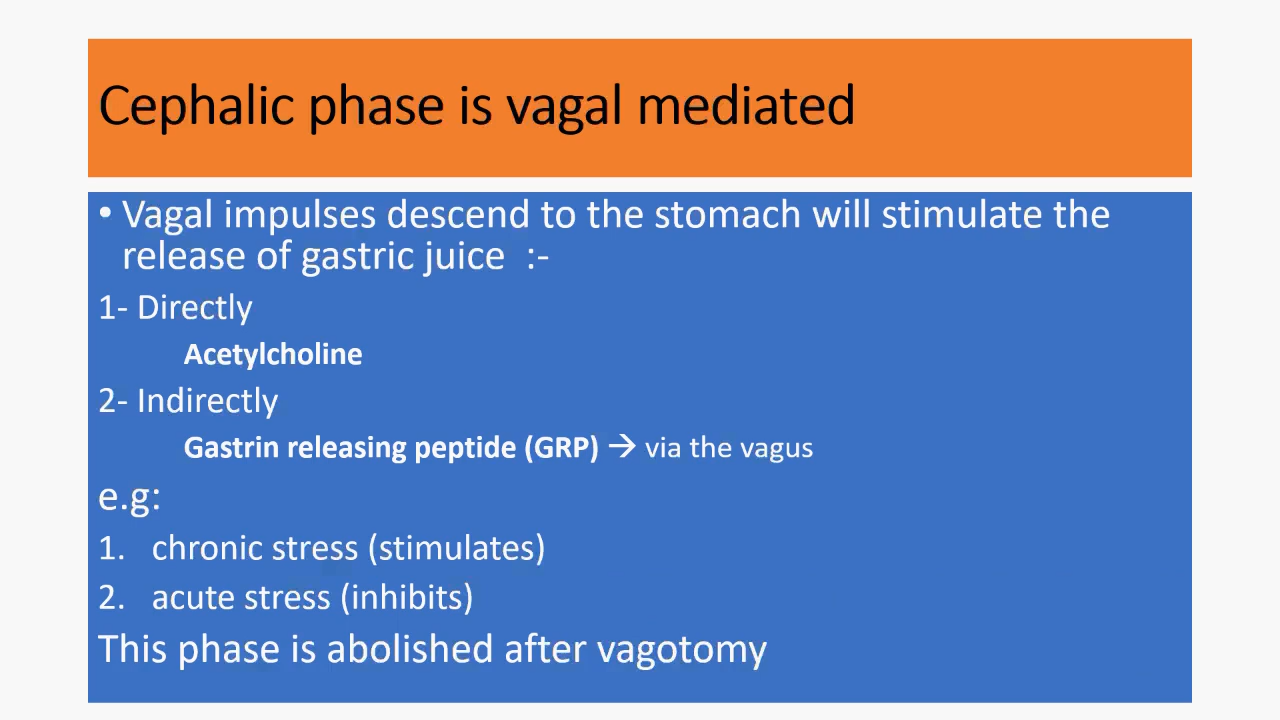 Cephalic phase is vagal mediated
• Vagal impulses descend to the stomach will stimulate the
release of gastric juice :-
1- Directly
Acetylcholine
2- Indirectly
Gastrin releasing peptide (GRP) → via the vagus
e.g:
1. chronic stress (stimulates)
2. acute stress (inhibits)
This phase is abolished after vagotomy